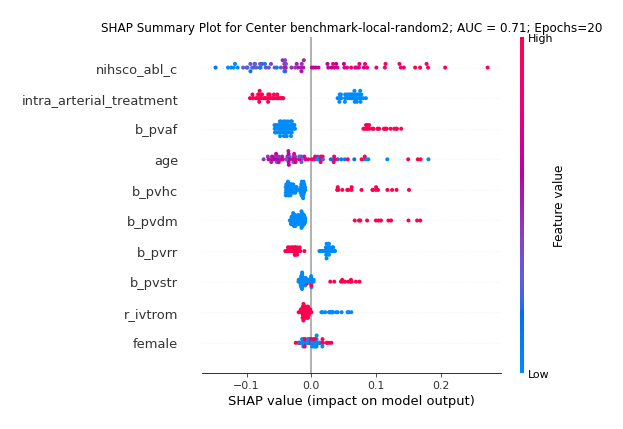 SHAP Summary Plot for Center benchmark-local-random2; AUC = 0.71; Epochs=20
High
nihsco_abl_c
intra_arterial_treatment
b_pvaf
age
b_pvhc
b_pvdm
b_pvrr
b_pvstr
r_ivtrom
female
Feature value
Low
−0.1
0.0
0.1
0.2
SHAP value (impact on model output)